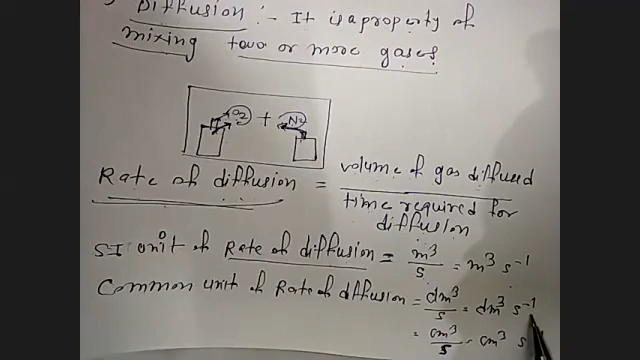 Diffusion :- It is a property of
mixing two or more gases
O2 + N2
Rate of diffusion = volume of gas diffused
time required for
diffusion
SI unit of Rate of diffusion = m³/s = m³ s⁻¹
Common unit of Rate of diffusion = dm³/s = dm³ s⁻¹
= cm³/s = cm³ s